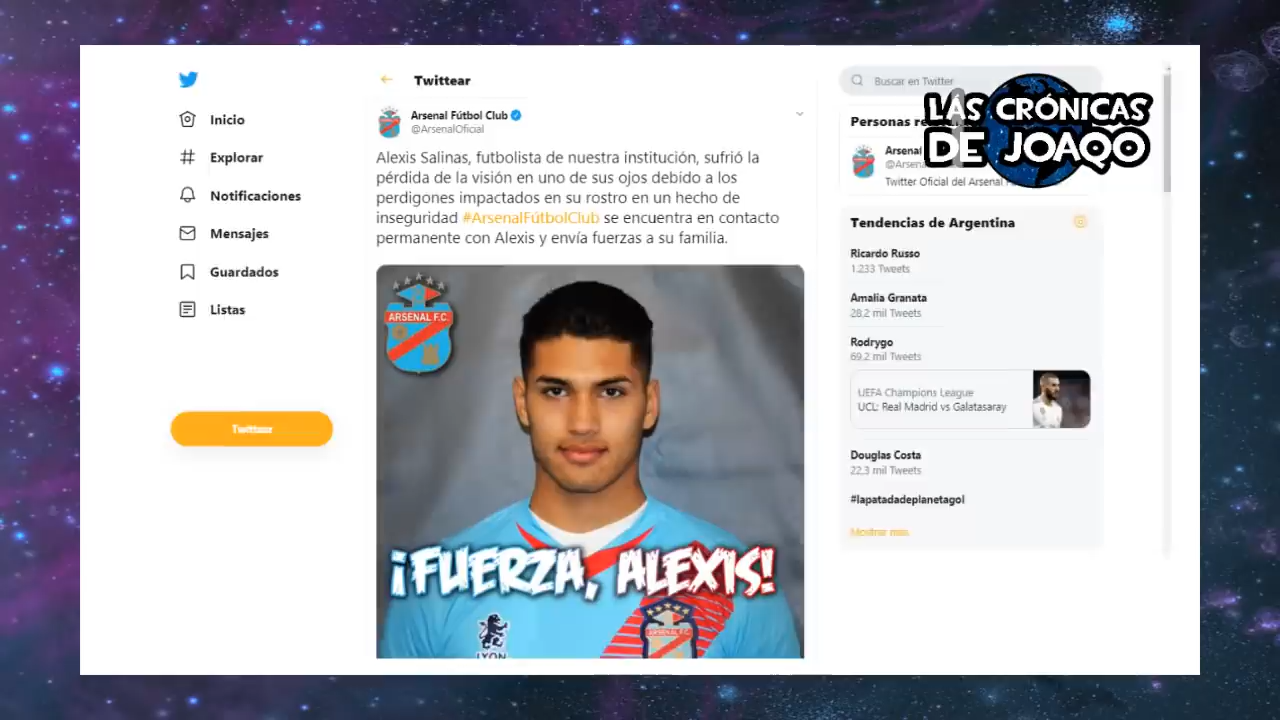 Inicio
Explorar
Notificaciones
Mensajes
Guardados
Listas
Twittear
Twittear
Arsenal Fútbol Club
@ArsenalOficial
Alexis Salinas, futbolista de nuestra institución, sufrió la
pérdida de la visión en uno de sus ojos debido a los
perdigones impactados en su rostro en un hecho de
inseguridad #ArsenalFútbolClub se encuentra en contacto
permanente con Alexis y envía fuerzas a su familia.
ARSENAL F.C.
¡FUERZA, ALEXIS!
LYON
ARSENAL F.C.
Buscar en Twitter
LAS CRÓNICAS
DE JOAQO
Personas
Arsenal
Twitter Oficial del Arsenal
Tendencias de Argentina
Ricardo Russo
1.233 Tweets
Amalia Granata
28,2 mil Tweets
Rodrygo
69,2 mil Tweets
UEFA Champions League
UCL: Real Madrid vs Galatasaray
Douglas Costa
22,3 mil Tweets
#lapatadadeplanetagol
Mostrar más